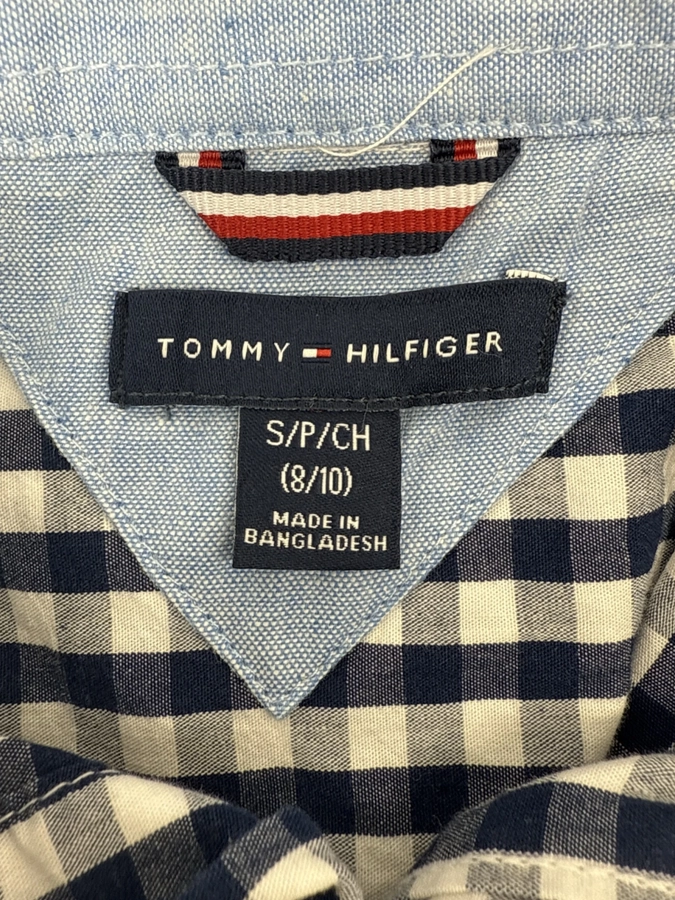 TOMMY HILFIGER
S/P/CH
(8/10)
MADE IN
BANGLADESH